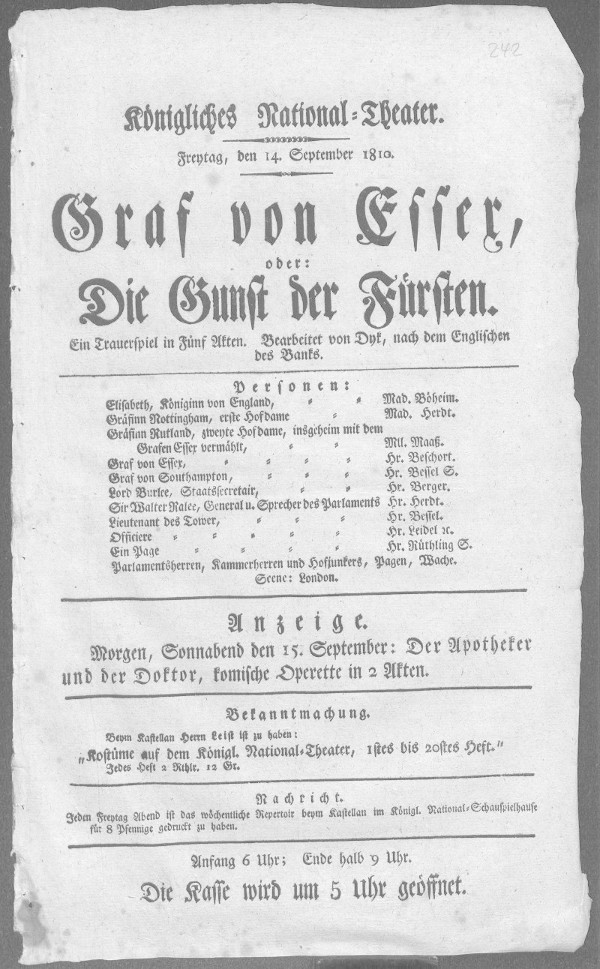 242
Königliches National-Theater.
Freytag, den 14. September 1810.
Graf von Essex,
oder:
Die Gunst der Fürsten.
Ein Trauerspiel in Fünf Akten. Bearbeitet von Dyk, nach dem Englischen
des Banks.
Personen:
Elisabeth, Königinn von England, Mad. Böheim.
Gräfinn Nottingham, erste Hofdame Mad. Herdt.
Gräfinn Rutland, zweyte Hofdame, insgeheim mit dem
Grafen Essex vermählt, Mll. Maaß.
Graf von Essex, Hr. Beschort.
Graf von Southampton, Hr. Bessel S.
Lord Burlee, Staatssecretair, Hr. Berger.
Sir Walter Ralee, General u. Sprecher des Parlaments Hr. Herdt.
Lieutenant des Tower, Hr. Bessel.
Officiere Hr. Leidel ꝛc.
Ein Page Hr. Rüthling S.
Parlamentsherren, Kammerherren und Hofjunkers, Pagen, Wache.
Scene: London.
Anzeige.
Morgen, Sonnabend den 15. September: Der Apotheker
und der Doktor, komische Operette in 2 Akten.
Bekanntmachung.
Beym Kastellan Herrn Leist ist zu haben:
„Kostüme auf dem Königl. National-Theater, 1stes bis 20stes Heft.“
Jedes Heft 2 Rthlr. 12 Gr.
Nachricht.
Jeden Freytag Abend ist das wöchentliche Repertoir beym Kastellan im Königl. National-Schauspielhause
für 8 Pfennige gedruckt zu haben.
Anfang 6 Uhr; Ende halb 9 Uhr.
Die Kasse wird um 5 Uhr geöffnet.